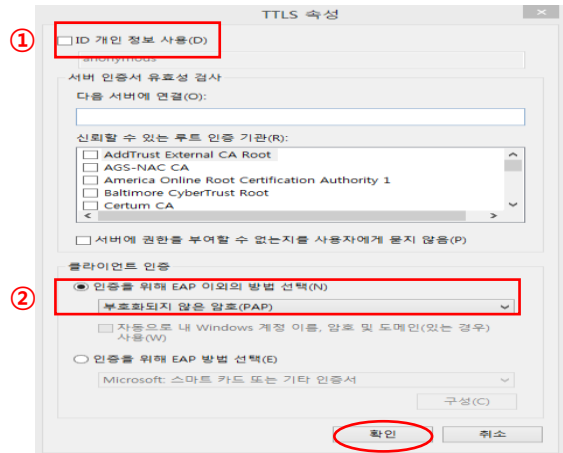 TTLS 속성
①
ID 개인 정보 사용(D)
anonymous
서버 인증서 유효성 검사
다음 서버에 연결(O):
신뢰할 수 있는 루트 인증 기관(R):
AddTrust External CA Root
AGS-NAC CA
America Online Root Certification Authority 1
Baltimore CyberTrust Root
Certum CA
서버에 권한를 부여할 수 없는지를 사용자에게 묻지 않음(P)
클라이언트 인증
②
인증을 위해 EAP 이외의 방법 선택(N)
부호화되지 않은 암호(PAP)
자동으로 내 Windows 계정 이름, 암호 및 도메인(있는 경우)
사용(W)
인증을 위해 EAP 방법 선택(E)
Microsoft: 스마트 카드 또는 기타 인증서
구성(C)
확인
취소